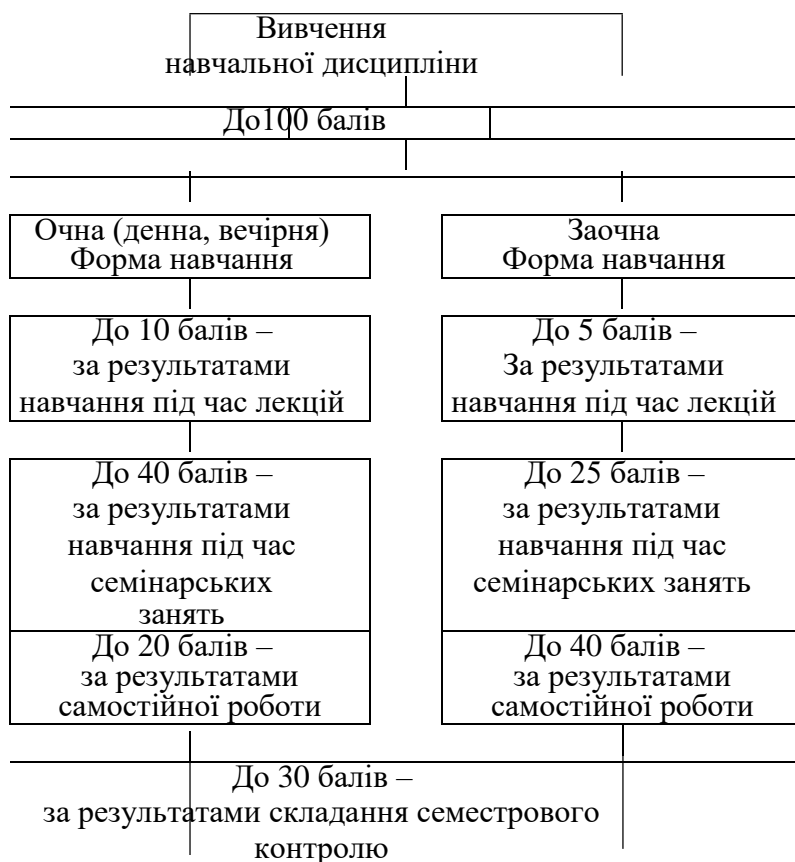 Вивчення
навчальної дисципліни
До100 балів
Очна (денна, вечірня)
Форма навчання
До 10 балів –
за результатами
навчання під час лекцій
До 40 балів –
за результатами
навчання під час
семінарських
занять
До 20 балів –
за результатами
самостійної роботи
Заочна
Форма навчання
До 5 балів –
За результатами
навчання під час лекцій
До 25 балів –
за результатами
навчання під час
семінарських занять
До 40 балів –
за результатами
самостійної роботи
До 30 балів –
за результатами складання семестрового
контролю